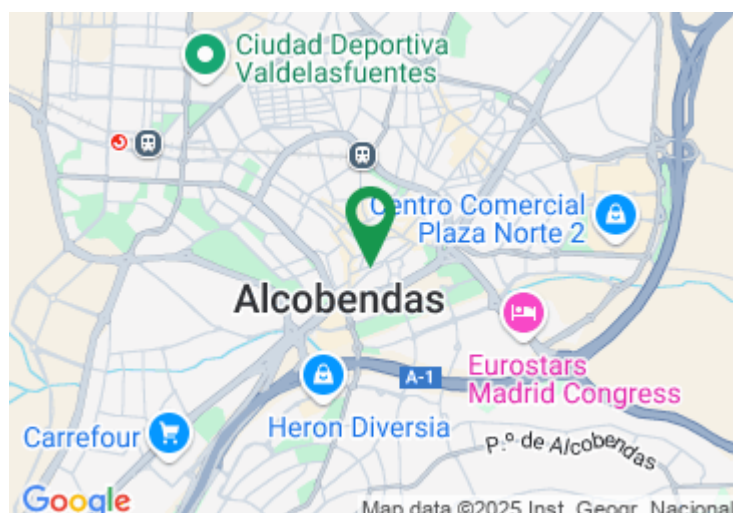 Ciudad Deportiva
Valdelasfuentes
Centro Comercial
Plaza Norte 2
Alcobendas
Eurostars
Madrid Congress
A-1
Heron Diversia
Carrefour
P.º de Alcobendas
Google
Map data ©2025 Inst. Geogr. Nacional